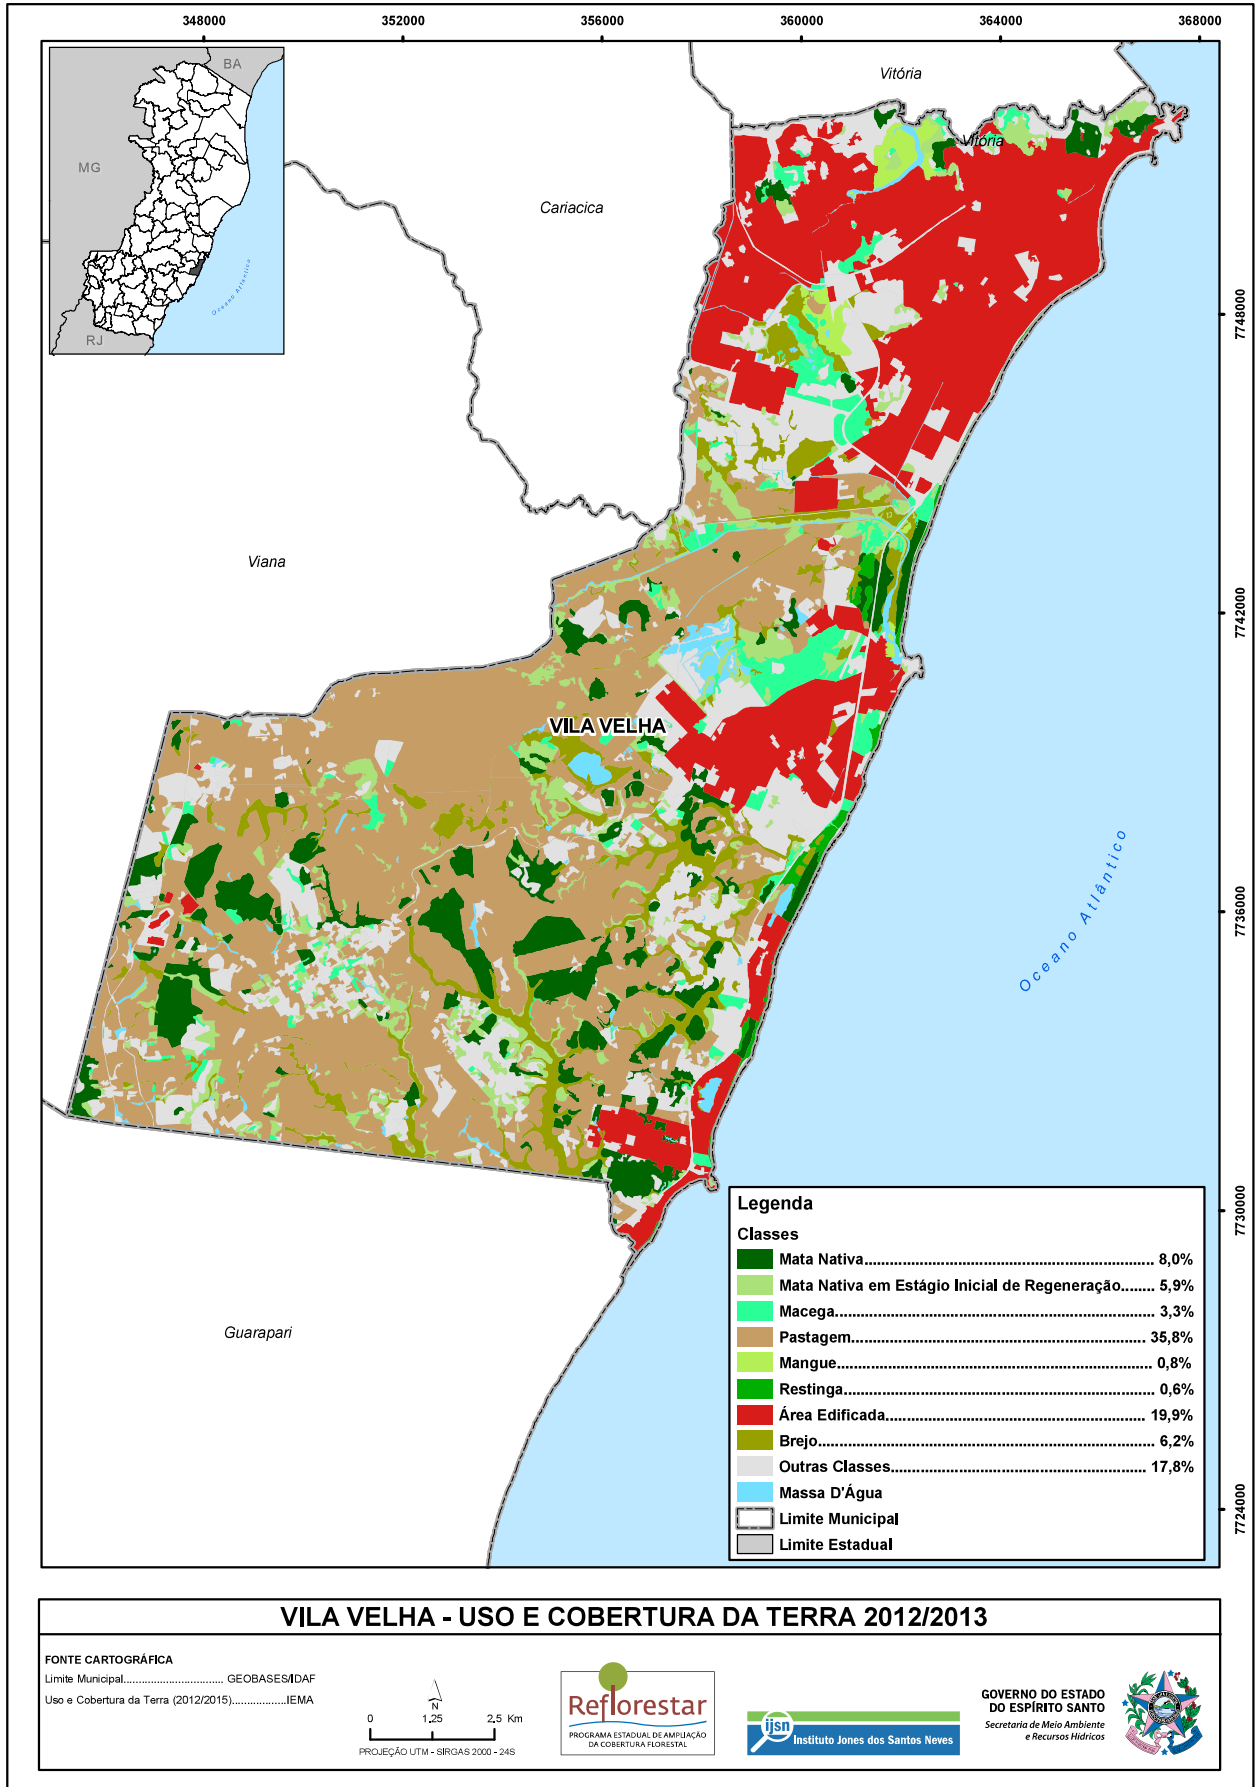 348000 352000 356000 360000 364000 368000
BA
MG
RJ
Oceano Atlântico
Vitória
Vitória
Cariacica
Viana
VILA VELHA
Guarapari
Oceano Atlântico
7748000
7742000
7736000
7730000
7724000
Legenda
Classes
Mata Nativa 8,0%
Mata Nativa em Estágio Inicial de Regeneração 5,9%
Macega 3,3%
Pastagem 35,8%
Mangue 0,8%
Restinga 0,6%
Área Edificada 19,9%
Brejo 6,2%
Outras Classes 17,8%
Massa D'Água
Limite Municipal
Limite Estadual
VILA VELHA - USO E COBERTURA DA TERRA 2012/2013
FONTE CARTOGRÁFICA
Limite Municipal GEOBASES/IDAF
Uso e Cobertura da Terra (2012/2015) IEMA
N
0 1,25 2,5 Km
PROJEÇÃO UTM - SIRGAS 2000 - 24S
Reflorestar
PROGRAMA ESTADUAL DE AMPLIAÇÃO
DA COBERTURA FLORESTAL
ijsn
Instituto Jones dos Santos Neves
GOVERNO DO ESTADO
DO ESPÍRITO SANTO
Secretaria de Meio Ambiente
e Recursos Hídricos